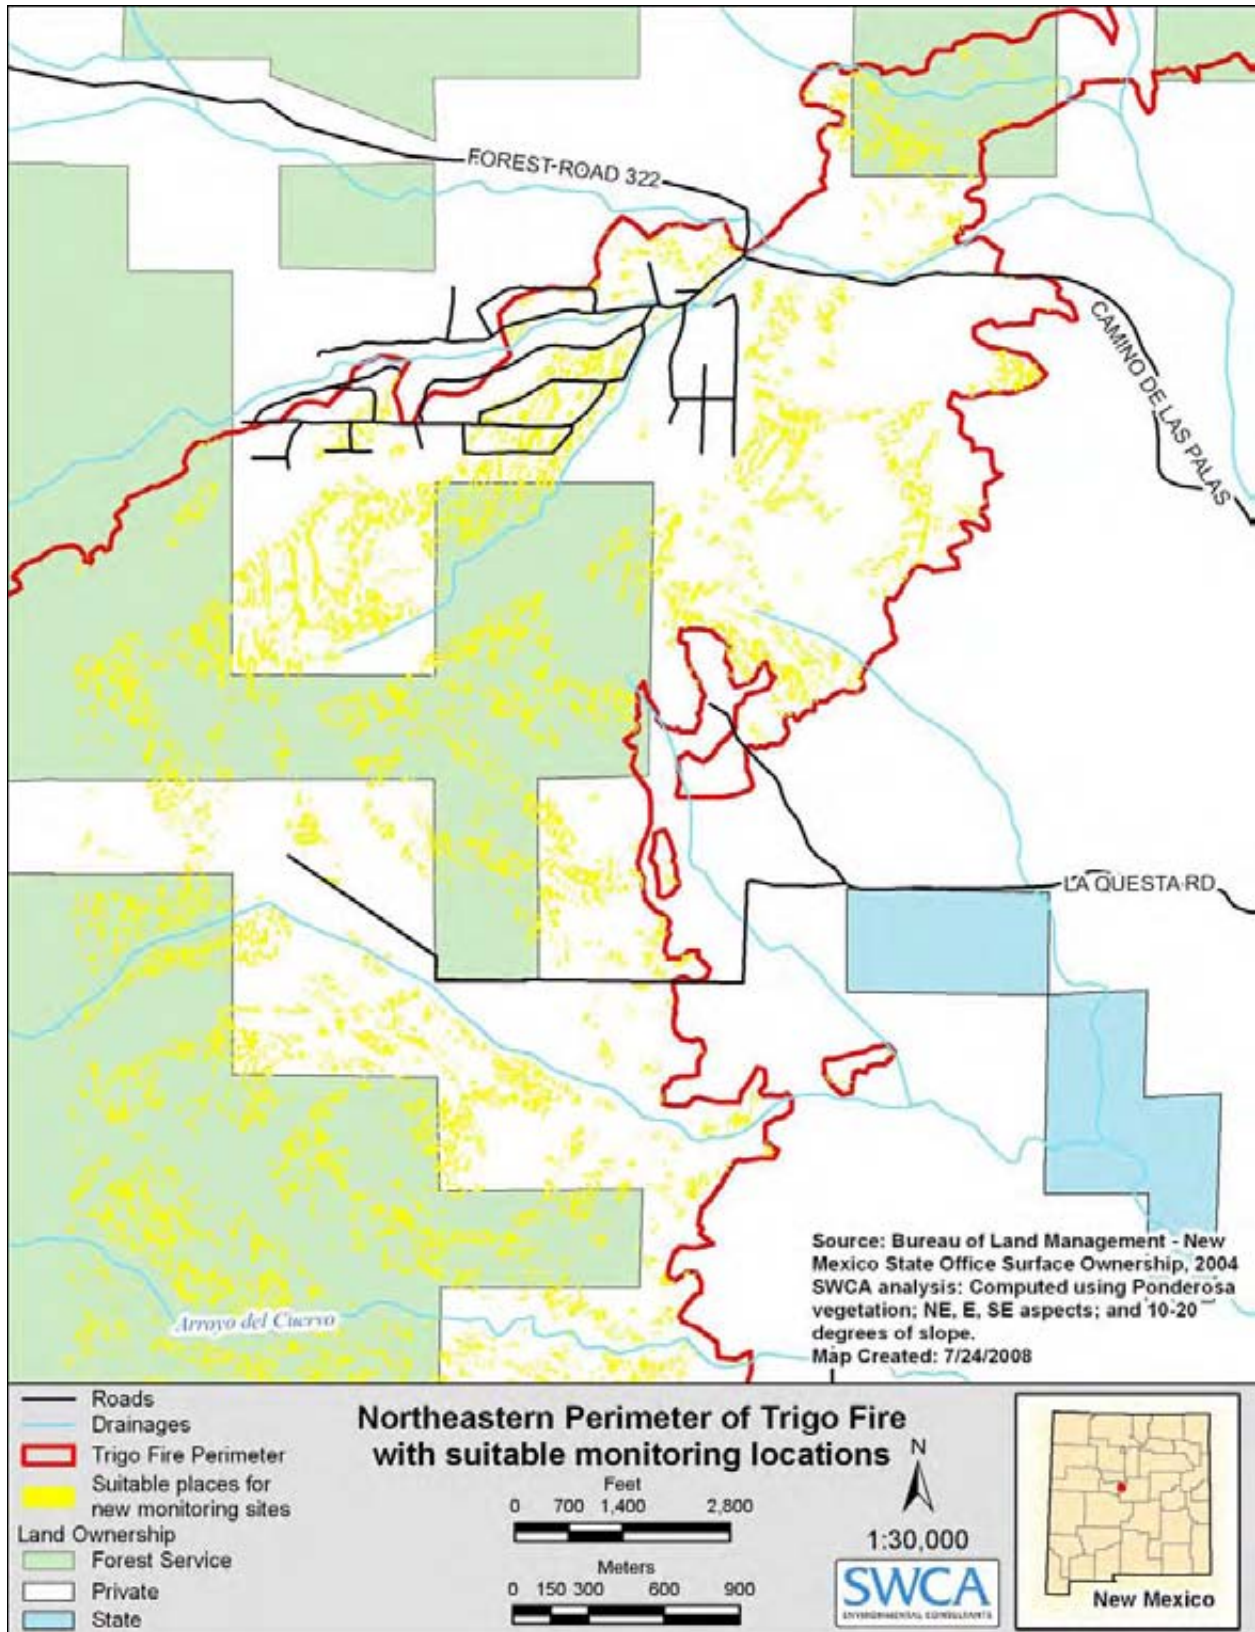 FOREST ROAD 322
CAMINO DE LAS PALAS
LA QUESTA RD
Source: Bureau of Land Management - New
Mexico State Office Surface Ownership, 2004
SWCA analysis: Computed using Ponderosa
vegetation; NE, E, SE aspects; and 10-20
degrees of slope.
Map Created: 7/24/2008
Arroyo del Cuervo
Roads
Drainages
Trigo Fire Perimeter
Suitable places for
new monitoring sites
Land Ownership
Forest Service
Private
State
Northeastern Perimeter of Trigo Fire
with suitable monitoring locations
Feet
0 700 1,400 2,800
Meters
0 150 300 600 900
N
1:30,000
SWCA
ENVIRONMENTAL CONSULTANTS
New Mexico